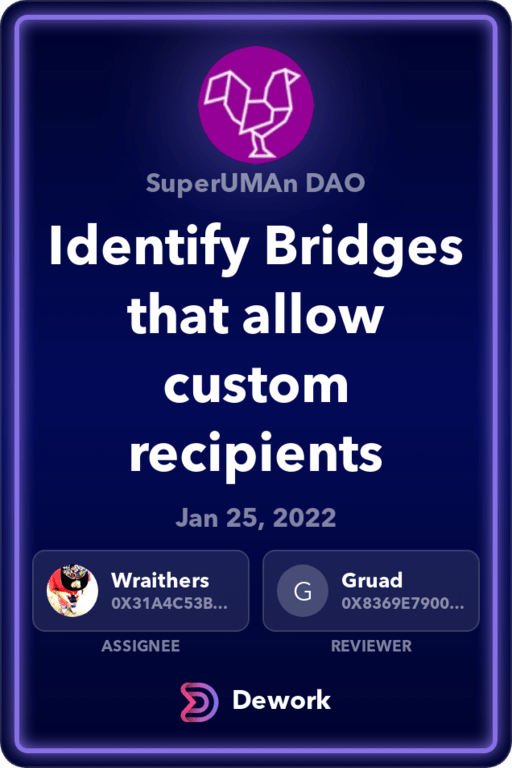 SuperUMAn DAO
Identify Bridges
that allow
custom
recipients
Jan 25, 2022
Wraithers
0X31A4C53B...
G
Gruad
0X8369E7900...
ASSIGNEE
REVIEWER
Dework